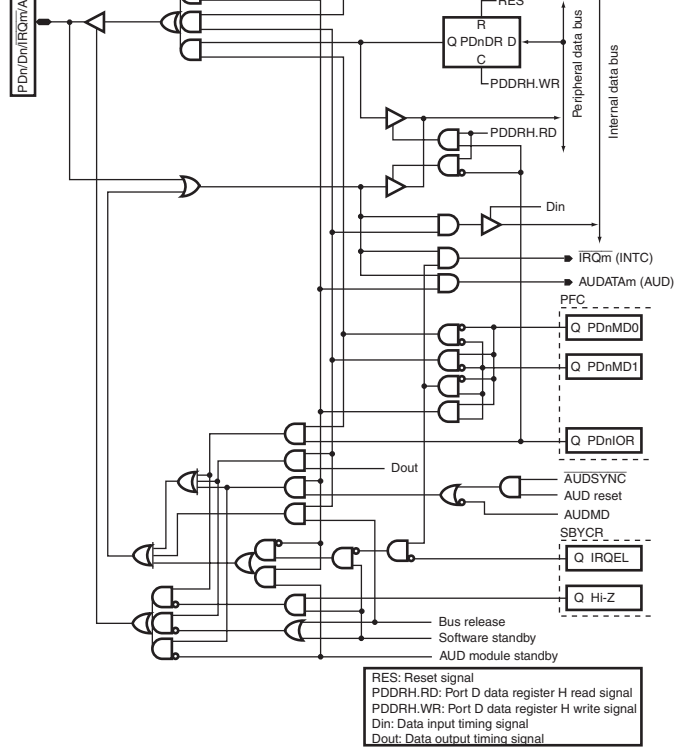 PDn/Dn/IRQm/A
RES
R
Q PDnDR D
C
PDDRH.WR
Peripheral data bus
Internal data bus
PDDRH.RD
Din
IRQm (INTC)
AUDATAm (AUD)
PFC
Q PDnMD0
Q PDnMD1
Q PDnIOR
Dout
AUDSYNC
AUD reset
AUDMD
SBYCR
Q IRQEL
Q Hi-Z
Bus release
Software standby
AUD module standby
RES: Reset signal
PDDRH.RD: Port D data register H read signal
PDDRH.WR: Port D data register H write signal
Din: Data input timing signal
Dout: Data output timing signal